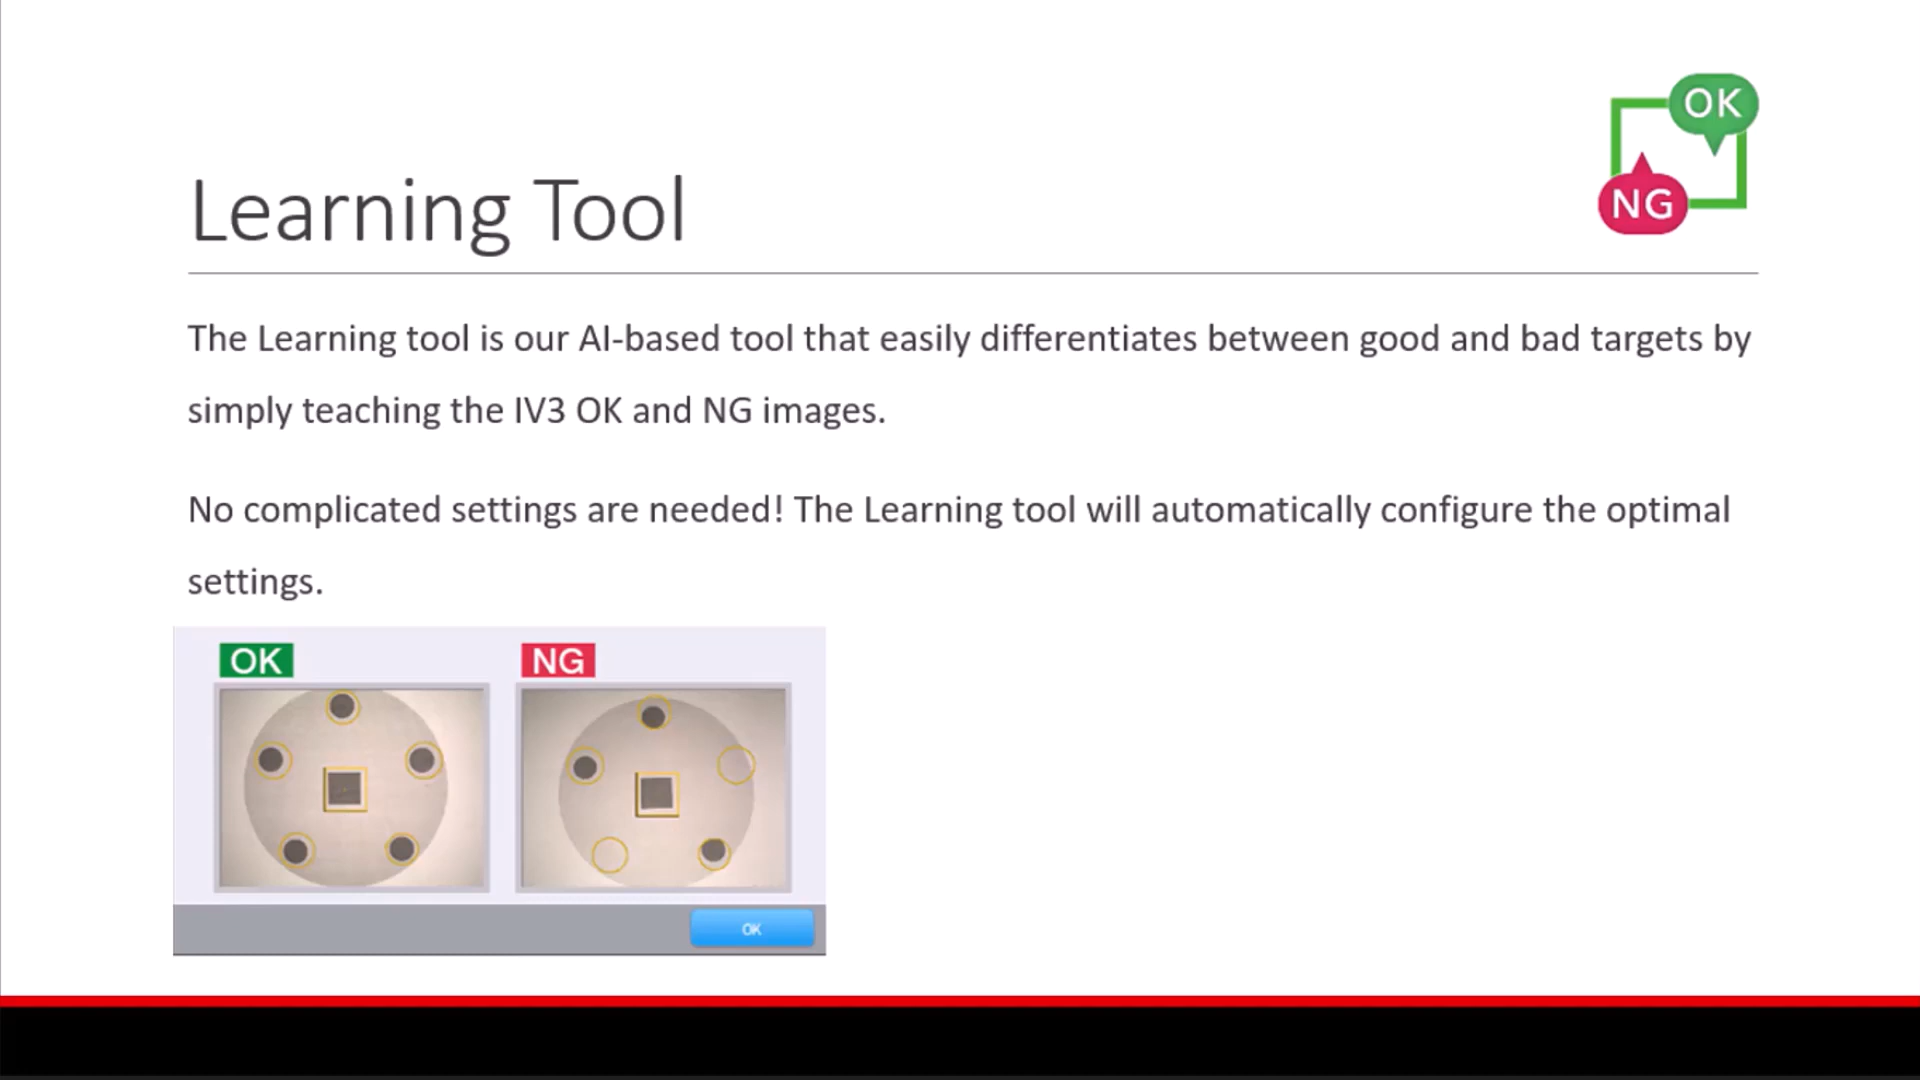 OK
NG
Learning Tool
The Learning tool is our AI-based tool that easily differentiates between good and bad targets by
simply teaching the IV3 OK and NG images.
No complicated settings are needed! The Learning tool will automatically configure the optimal
settings.
OK
NG
OK